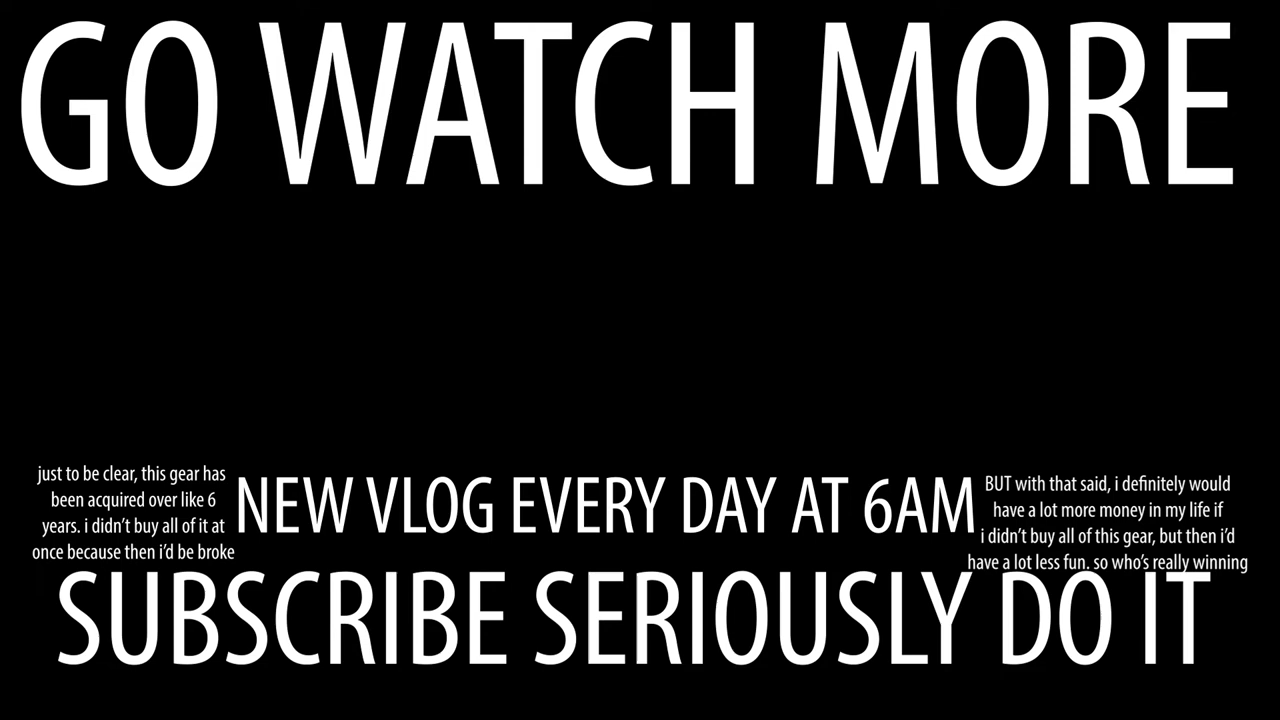 GO WATCH MORE
just to be clear, this gear has
been acquired over like 6
years. i didn't buy all of it at
once because then i'd be broke
NEW VLOG EVERY DAY AT 6AM
BUT with that said, i definitely would
have a lot more money in my life if
i didn't buy all of this gear, but then i'd
have a lot less fun. so who's really winning
SUBSCRIBE SERIOUSLY DO IT